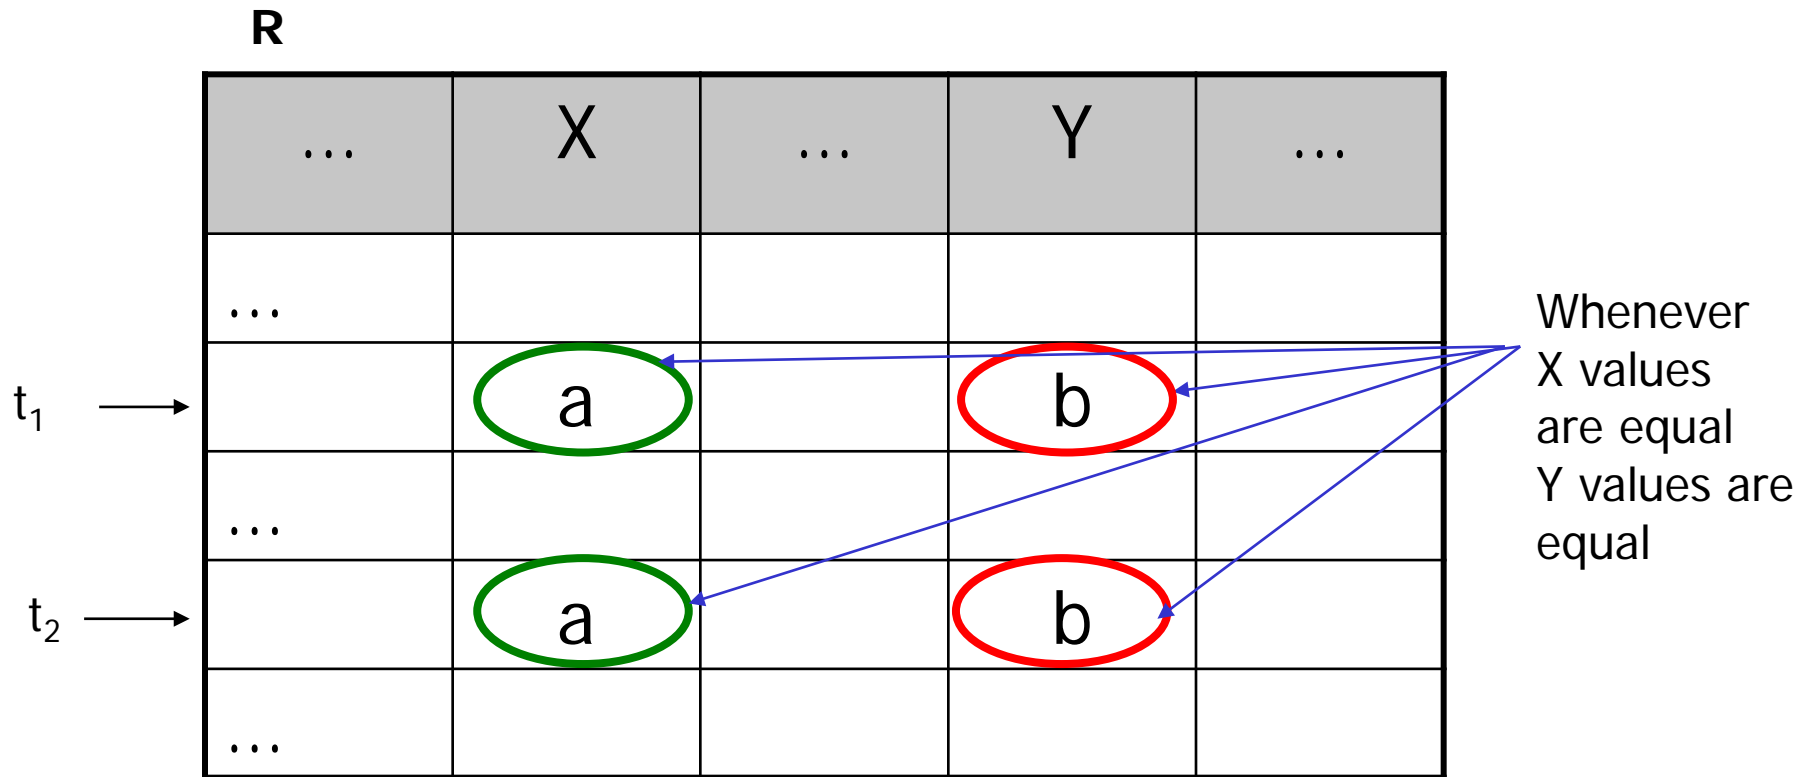 R
… X … Y …
…
t₁ a b
…
t₂ a b
…
Whenever
X values
are equal
Y values are
equal